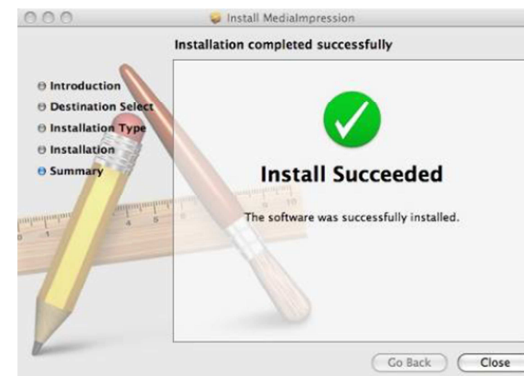 Install MediaImpression
Installation completed successfully
Introduction
Destination Select
Installation Type
Installation
Summary
Install Succeeded
The software was successfully installed.
Go Back
Close